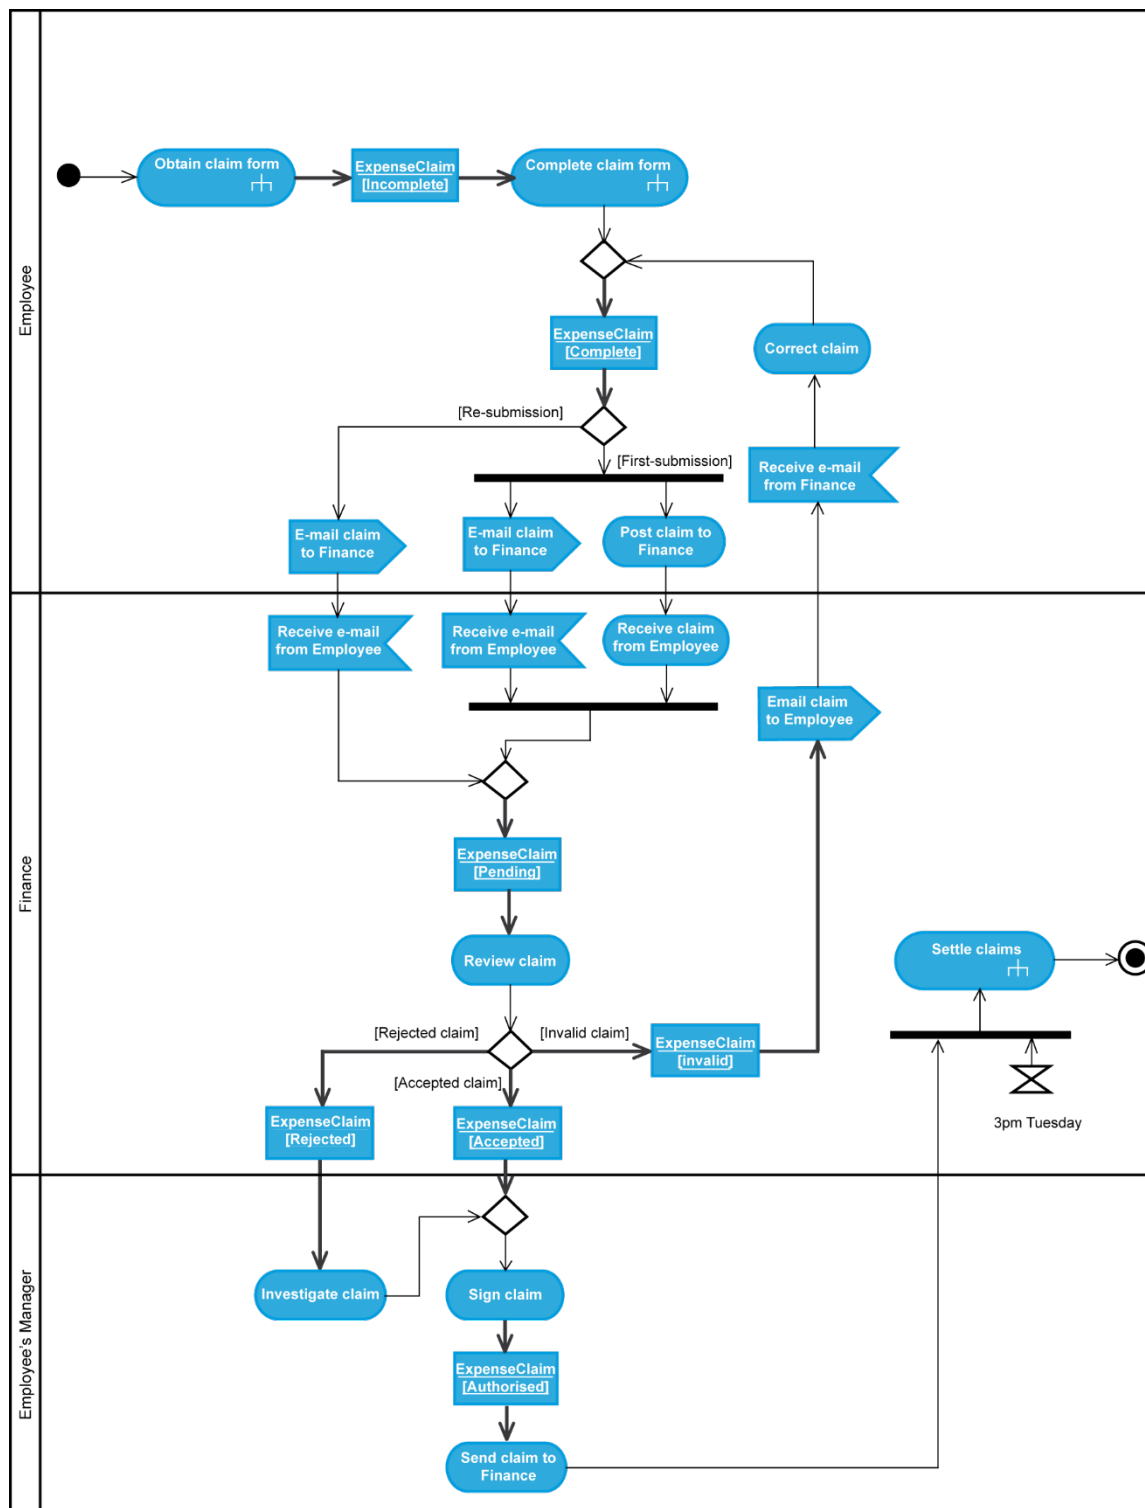 Employee
Obtain claim form
ExpenseClaim
[Incomplete]
Complete claim form
ExpenseClaim
[Complete]
Correct claim
[Re-submission]
[First-submission]
Receive e-mail
from Finance
E-mail claim
to Finance
E-mail claim
to Finance
Post claim to
Finance
Finance
Receive e-mail
from Employee
Receive e-mail
from Employee
Receive claim
from Employee
Email claim
to Employee
ExpenseClaim
[Pending]
Review claim
Settle claims
[Rejected claim]
[Invalid claim]
ExpenseClaim
[invalid]
[Accepted claim]
ExpenseClaim
[Rejected]
ExpenseClaim
[Accepted]
3pm Tuesday
Employee's Manager
Investigate claim
Sign claim
ExpenseClaim
[Authorised]
Send claim to
Finance